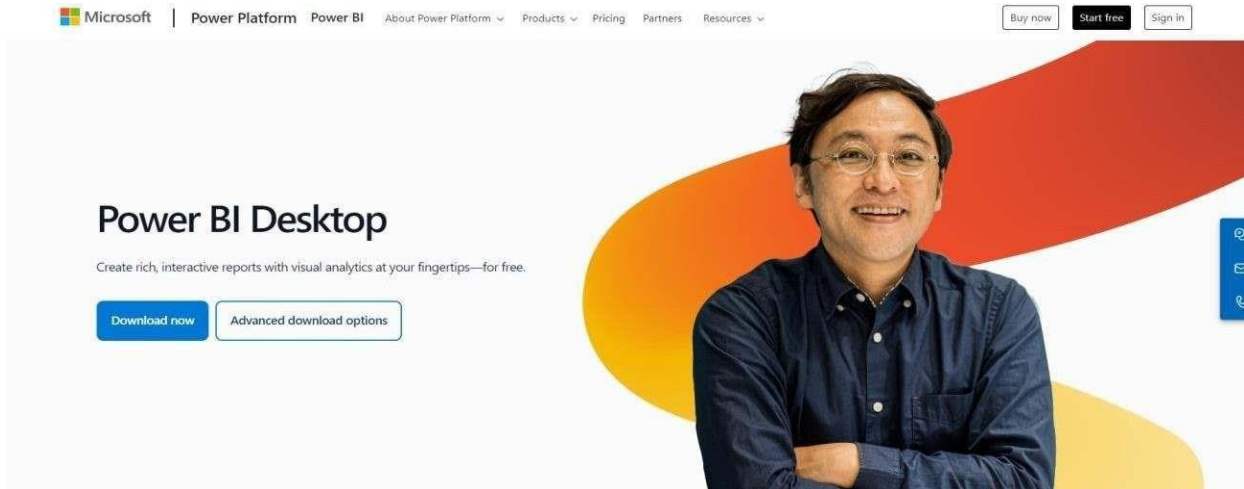 Microsoft | Power Platform Power BI About Power Platform Products Pricing Partners Resources Buy now Start free Sign in
Power BI Desktop
Create rich, interactive reports with visual analytics at your fingertips—for free.
Download now Advanced download options